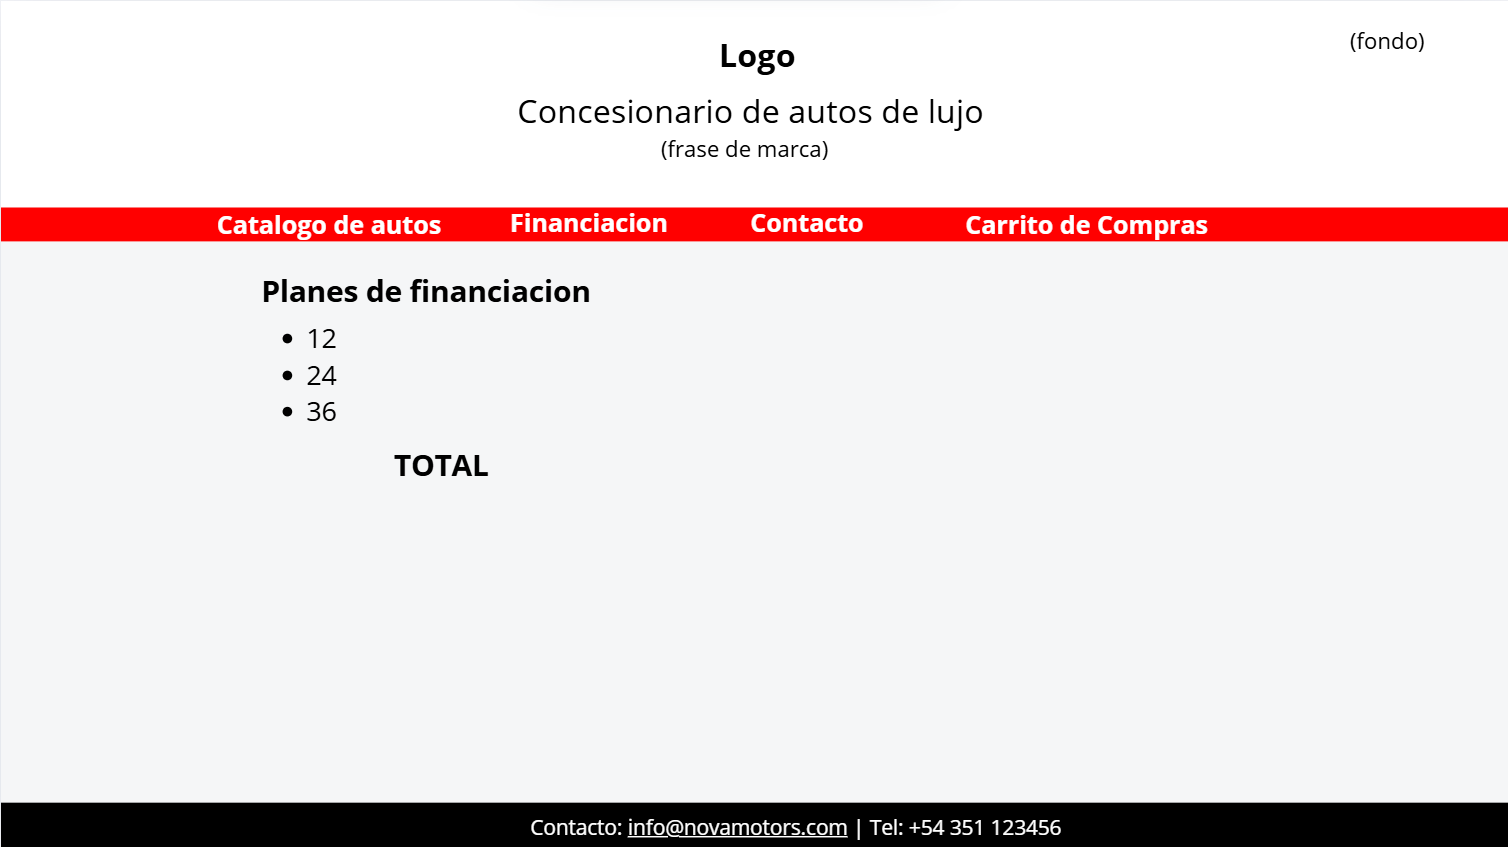 (fondo)
Logo
Concesionario de autos de lujo
(frase de marca)
Catalogo de autos Financiacion Contacto Carrito de Compras
Planes de financiacion
• 12
• 24
• 36
TOTAL
Contacto: info@novamotors.com | Tel: +54 351 123456